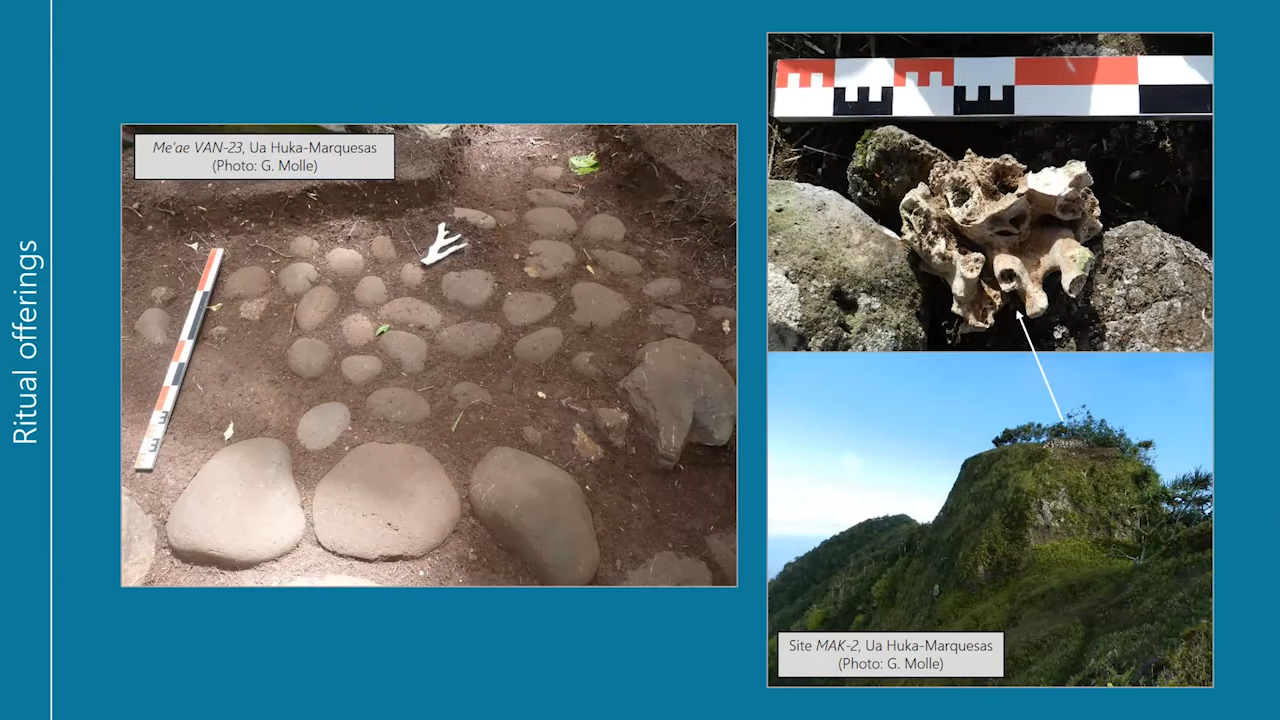 Ritual offerings
Me'ae VAN-23, Ua Huka-Marquesas
(Photo: G. Molle)
Site MAK-2, Ua Huka-Marquesas
(Photo: G. Molle)